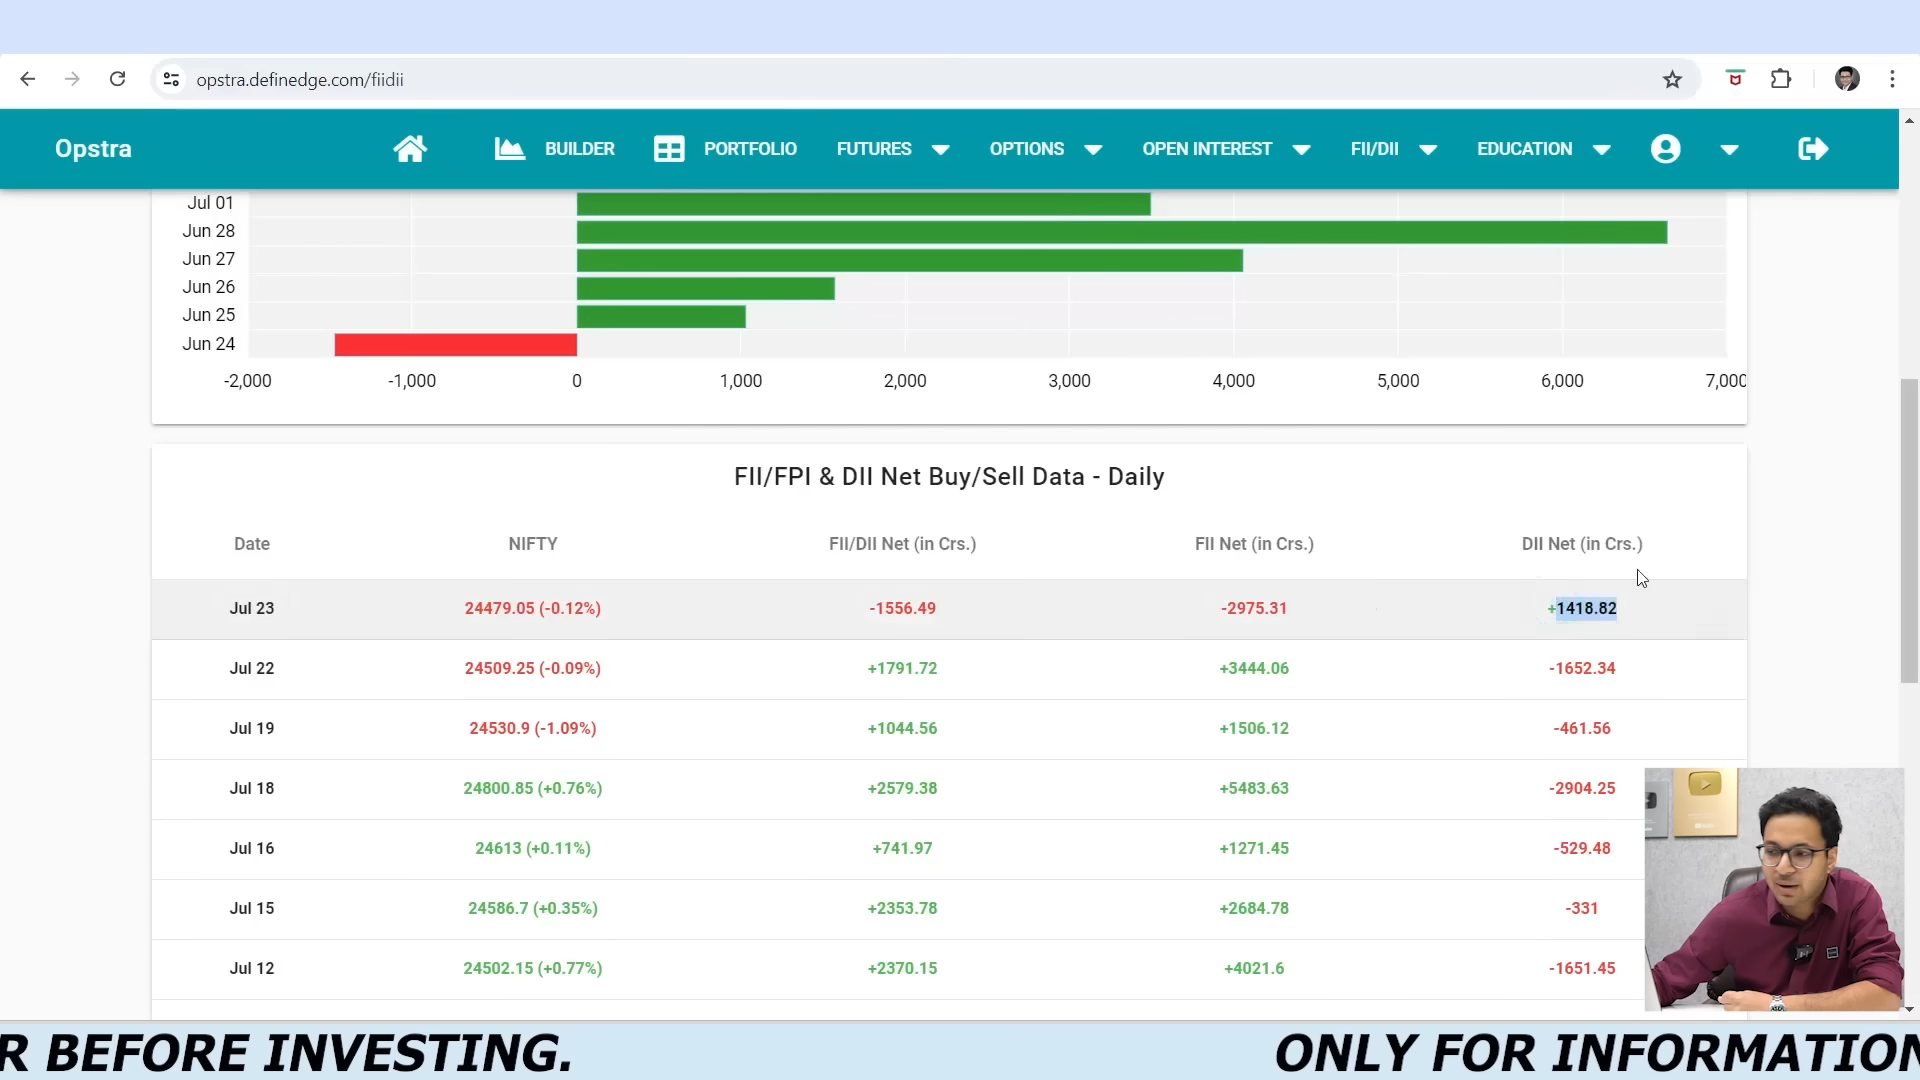 opstra.definedge.com/fiidii
Opstra BUILDER PORTFOLIO FUTURES OPTIONS OPEN INTEREST FII/DII EDUCATION
Jul 01
Jun 28
Jun 27
Jun 26
Jun 25
Jun 24
-2,000 -1,000 0 1,000 2,000 3,000 4,000 5,000 6,000 7,000
FII/FPI & DII Net Buy/Sell Data - Daily
Date NIFTY FII/DII Net (in Crs.) FII Net (in Crs.) DII Net (in Crs.)
Jul 23 24479.05 (-0.12%) -1556.49 -2975.31 +1418.82
Jul 22 24509.25 (-0.09%) +1791.72 +3444.06 -1652.34
Jul 19 24530.9 (-1.09%) +1044.56 +1506.12 -461.56
Jul 18 24800.85 (+0.76%) +2579.38 +5483.63 -2904.25
Jul 16 24613 (+0.11%) +741.97 +1271.45 -529.48
Jul 15 24586.7 (+0.35%) +2353.78 +2684.78 -331
Jul 12 24502.15 (+0.77%) +2370.15 +4021.6 -1651.45
R BEFORE INVESTING. ONLY FOR INFORMATION